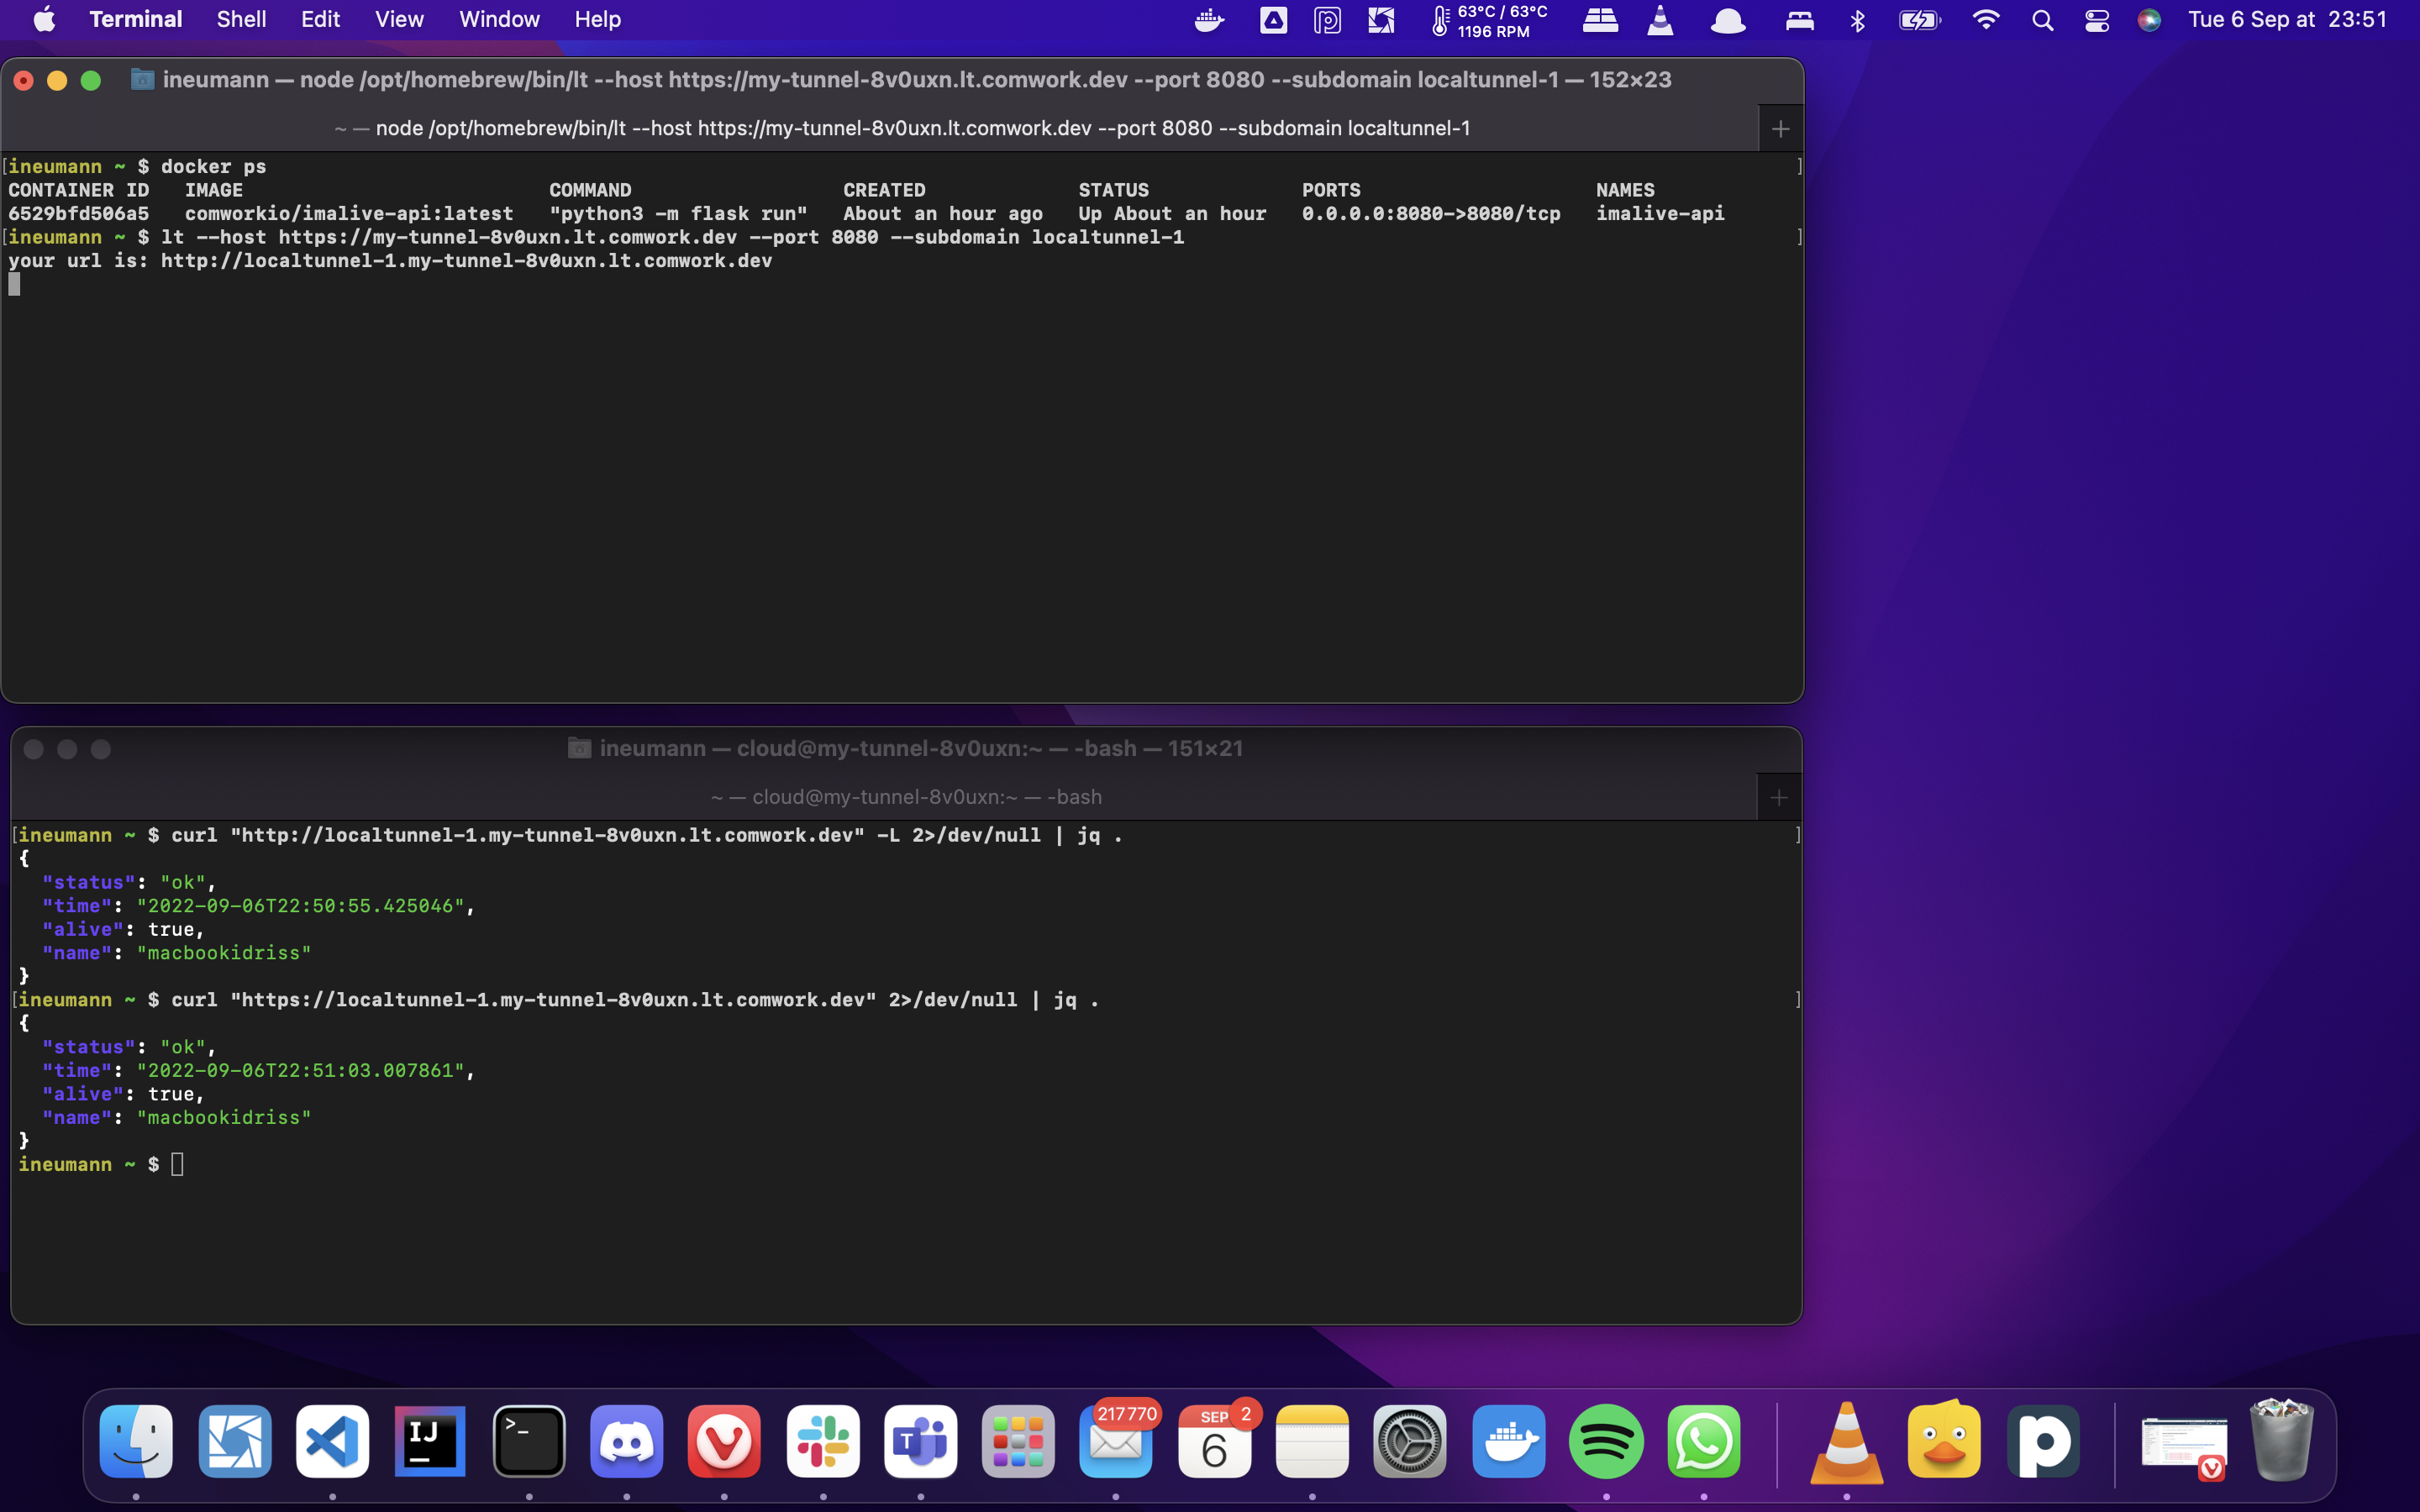 Terminal Shell Edit View Window Help 63°C / 63°C Tue 6 Sep at 23:51
1196 RPM
ineumann — node /opt/homebrew/bin/lt --host https://my-tunnel-8v0uxn.lt.comwork.dev --port 8080 --subdomain localtunnel-1 — 152×23
~ — node /opt/homebrew/bin/lt --host https://my-tunnel-8v0uxn.lt.comwork.dev --port 8080 --subdomain localtunnel-1 +
[ineumann ~ $ docker ps ]
CONTAINER ID IMAGE COMMAND CREATED STATUS PORTS NAMES
6529bfd506a5 comworkio/imalive-api:latest "python3 -m flask run" About an hour ago Up About an hour 0.0.0.0:8080->8080/tcp imalive-api
[ineumann ~ $ lt --host https://my-tunnel-8v0uxn.lt.comwork.dev --port 8080 --subdomain localtunnel-1 ]
your url is: http://localtunnel-1.my-tunnel-8v0uxn.lt.comwork.dev
ineumann — cloud@my-tunnel-8v0uxn:~ — -bash — 151×21
~ — cloud@my-tunnel-8v0uxn:~ — -bash +
[ineumann ~ $ curl "http://localtunnel-1.my-tunnel-8v0uxn.lt.comwork.dev" -L 2>/dev/null | jq . ]
{
"status": "ok",
"time": "2022-09-06T22:50:55.425046",
"alive": true,
"name": "macbookidriss"
}
[ineumann ~ $ curl "https://localtunnel-1.my-tunnel-8v0uxn.lt.comwork.dev" 2>/dev/null | jq . ]
{
"status": "ok",
"time": "2022-09-06T22:51:03.007861",
"alive": true,
"name": "macbookidriss"
}
ineumann ~ $
IJ >_ T 217 770 SEP 2
6